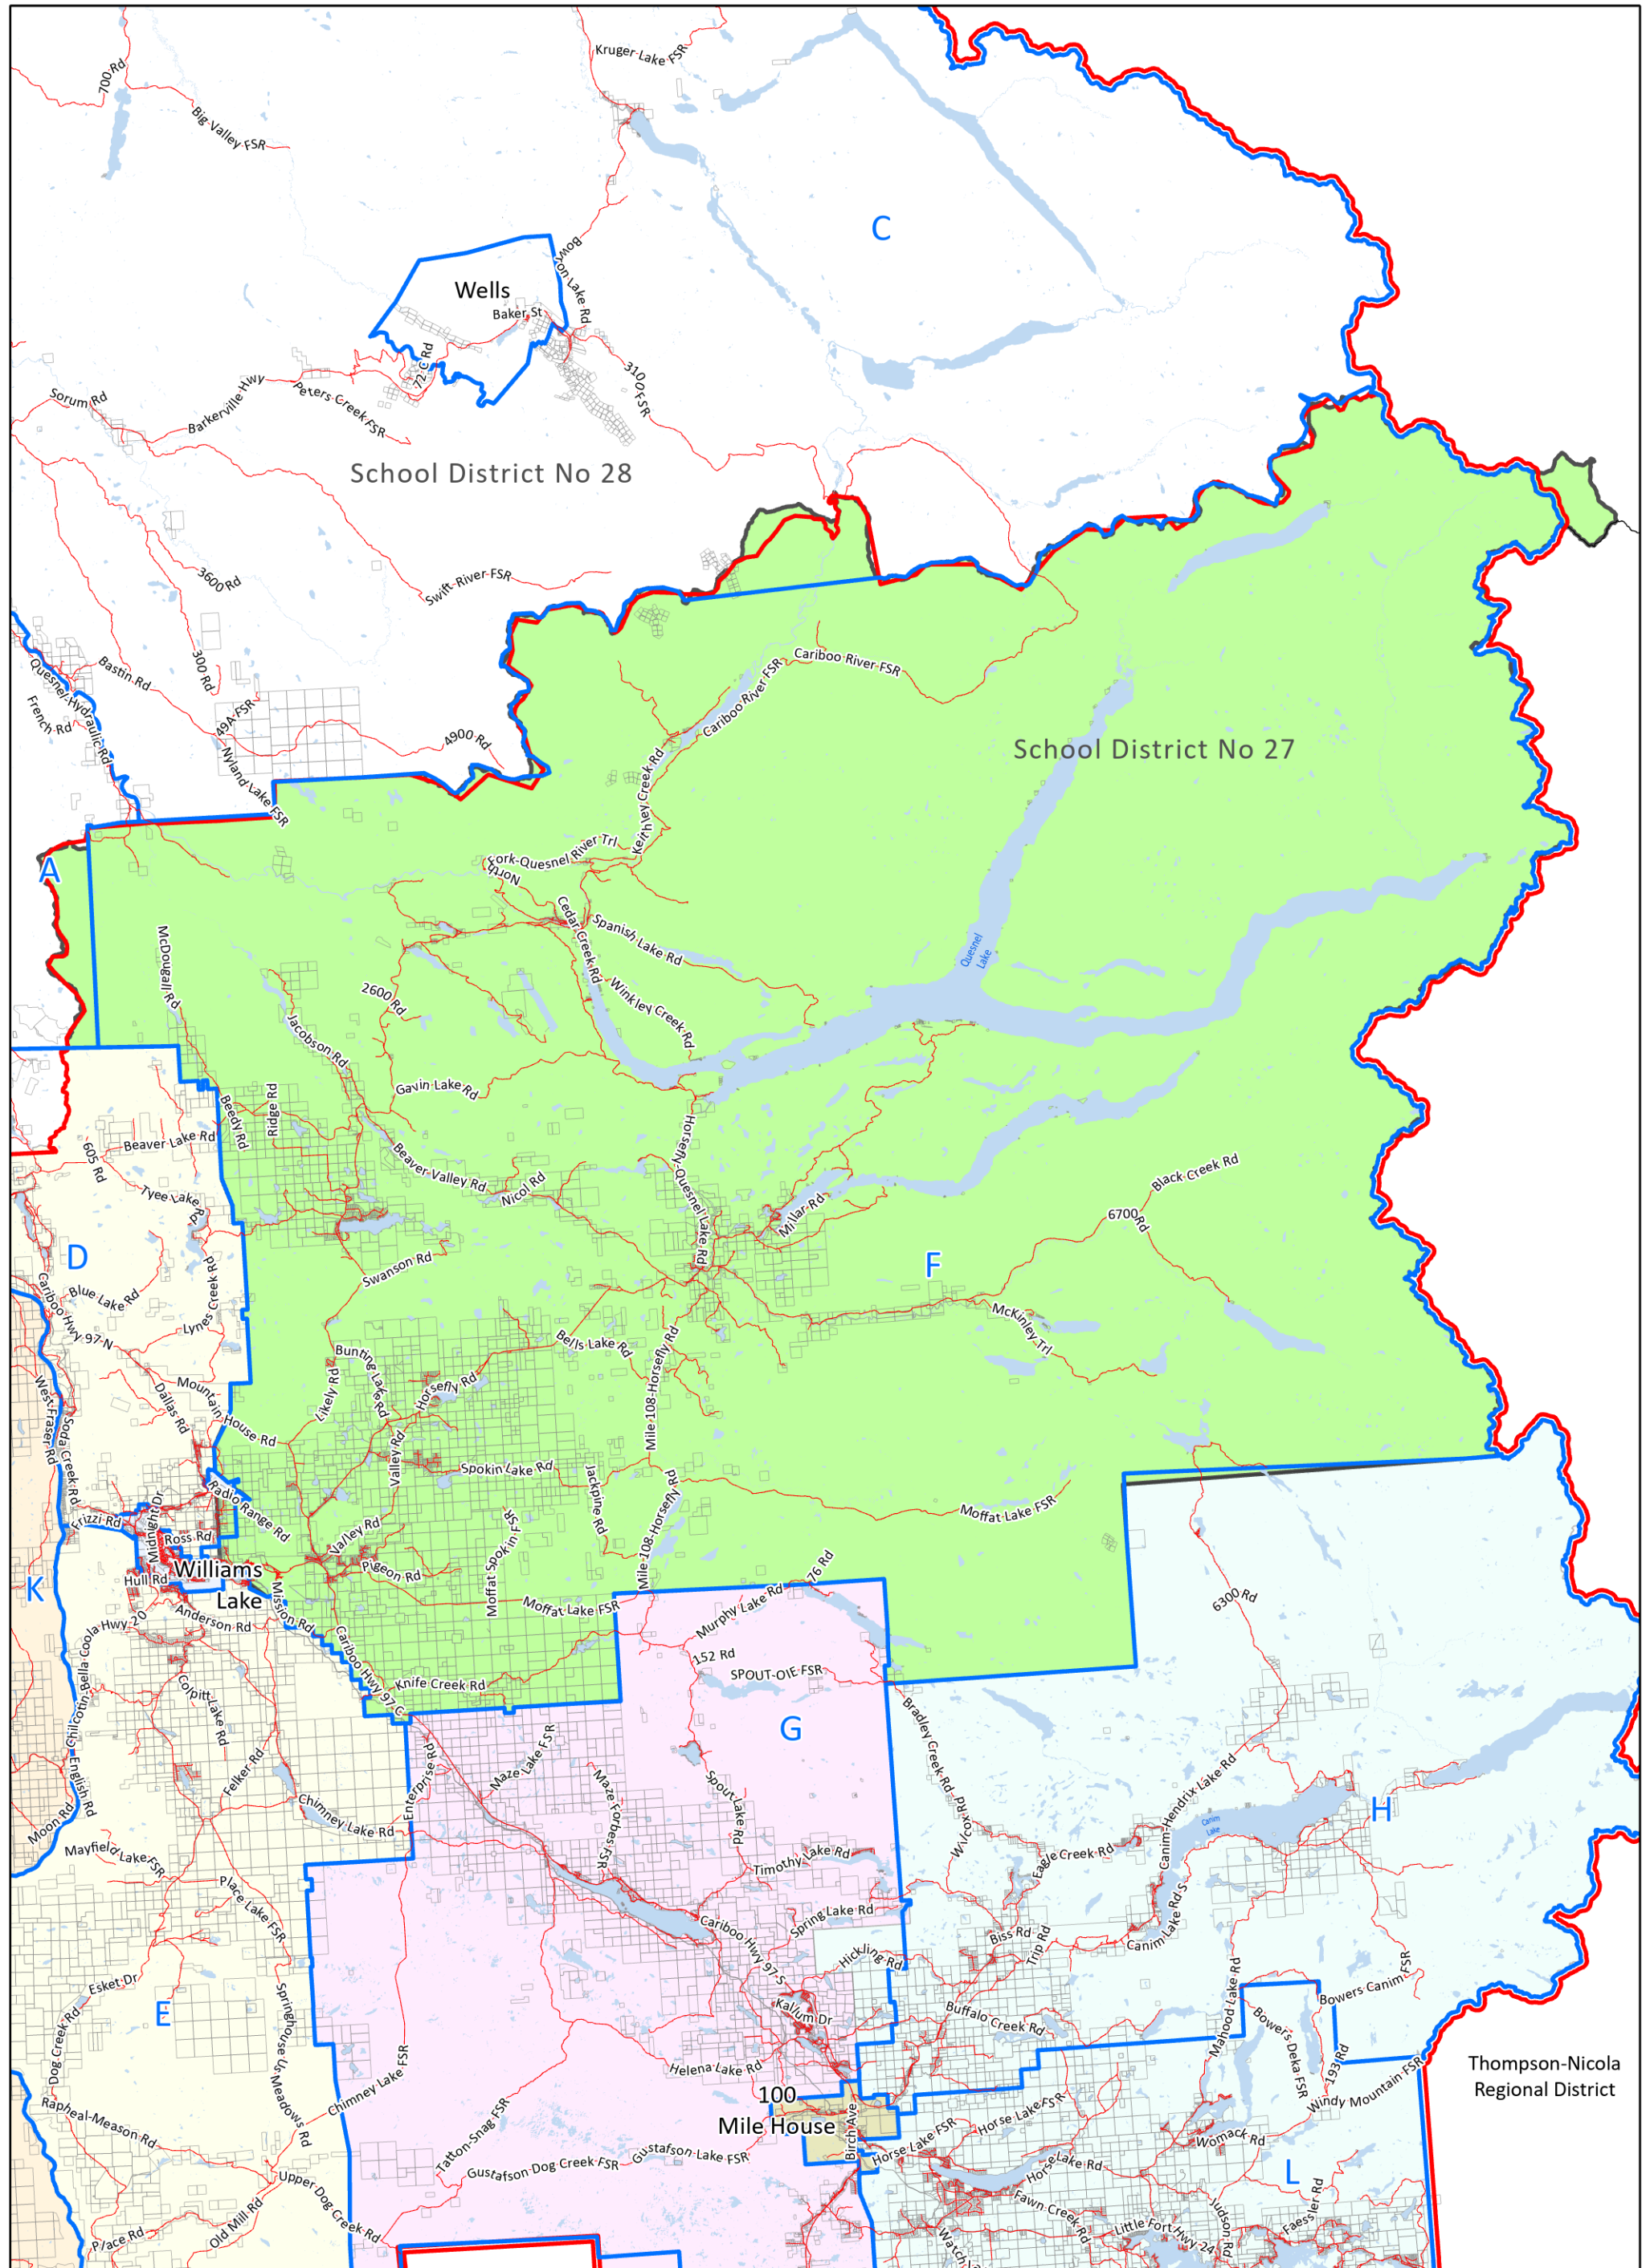 Kruger Lake FSR
700 Rd
Big Valley FSR
C
Bowron Lake Rd
Wells
Baker St
72 C Rd
3100 FSR
Barkerville Hwy
Peters Creek FSR
Sorum Rd
School District No 28
3600 Rd
Swift River FSR
Cariboo River FSR
Cariboo River FSR
Bastin Rd
300 Rd
Quesnel-Hydraulic Rd
French Rd
49A FSR
4900 Rd
Nyland Lake FSR
School District No 27
Keithley Creek Rd
North
Fork-Quesnel River Trl
A
McDougall Rd
Cedar Creek Rd
Spanish Lake Rd
Quesnel
Lake
2600 Rd
Winkley Creek Rd
Jacobson Rd
Gavin Lake Rd
Ridge Rd
Beedy Rd
Beaver Lake Rd
605 Rd
Horsefly-Quesnel Lake Rd
Beaver Valley Rd
Nicol Rd
Black Creek Rd
Tyee Lake Rd
Millar Rd
6700 Rd
D
Swanson Rd
F
Blue Lake Rd
Lynes Creek Rd
Cariboo Hwy 97 N
McKinley Trl
Bells Lake Rd
Mile 108-Horsefly Rd
Bunting Lake Rd
Likely Rd
Horsefly Rd
West Fraser Rd
Soda Creek Rd
Dallas Rd
Mountain House Rd
Valley Rd
Spokin Lake Rd
Jackpine Rd
Mile 108-Horsefly Rd
Moffat Lake FSR
Radio Range Rd
Frizzi Rd
Midnight Dr
Ross Rd
Valley Rd
Moffat Spokin FSR
Pigeon Rd
Williams
Lake
Hull Rd
K
76 Rd
Murphy Lake Rd
Moffat Lake FSR
6300 Rd
Mission Rd
Anderson Rd
Chilcotin-Bella Coola Hwy 20
Cariboo Hwy 97 C
152 Rd
SPOUT-OIE FSR
Knife Creek Rd
Colpitt Lake Rd
G
Bradley Creek Rd
Enterprise Rd
Maze Lake FSR
Felker Rd
English Rd
Moon Rd
Chimney Lake Rd
Maze Forbes FSR
Spout Lake Rd
Wilcox Rd
Canim-Hendrix Lake Rd
H
Canim
Lake
Mayfield Lake FSR
Timothy Lake Rd
Eagle Creek Rd
Place Lake FSR
Cariboo Hwy 97 S
Spring Lake Rd
Canim Lake Rd S
Biss Rd
Trip Rd
Hickling Rd
Esket Dr
E
Dog Creek Rd
Springhouse Us Meadows Rd
Kallum Dr
Buffalo Creek Rd
Mahood Lake Rd
Bowers Canim FSR
Bowers Deka FSR
193 Rd
Thompson-Nicola
Regional District
Helena Lake Rd
Chimney Lake FSR
100
Mile House
Windy Mountain FSR
Raphael-Meason Rd
Tatton-Snag FSR
Birch Ave
Horse Lake FSR
Horse Lake FSR
Womack Rd
Gustafson Dog Creek FSR
Gustafson Lake FSR
Horse Lake Rd
L
Upper Dog Creek Rd
Old Mill Rd
Place Rd
Fawn Creek Rd
Judson Rd
Faessler Rd
Little Fort Hwy 24